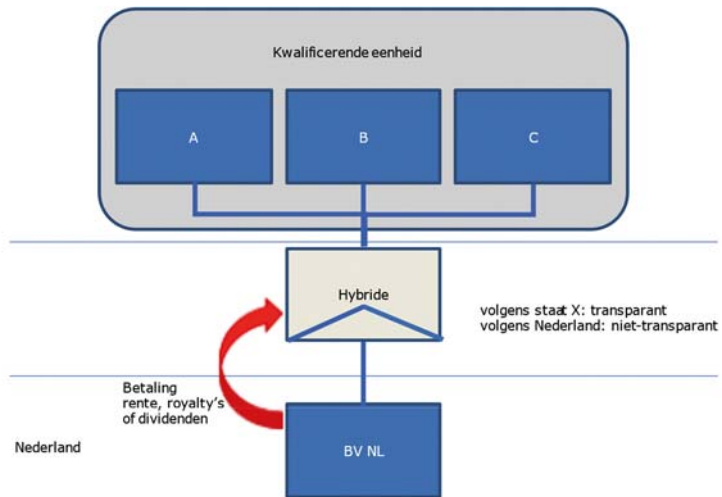 Kwalificerende eenheid
A
B
C
Hybride
volgens staat X: transparant
volgens Nederland: niet-transparant
Betaling
rente, royalty's
of dividenden
Nederland
BV NL